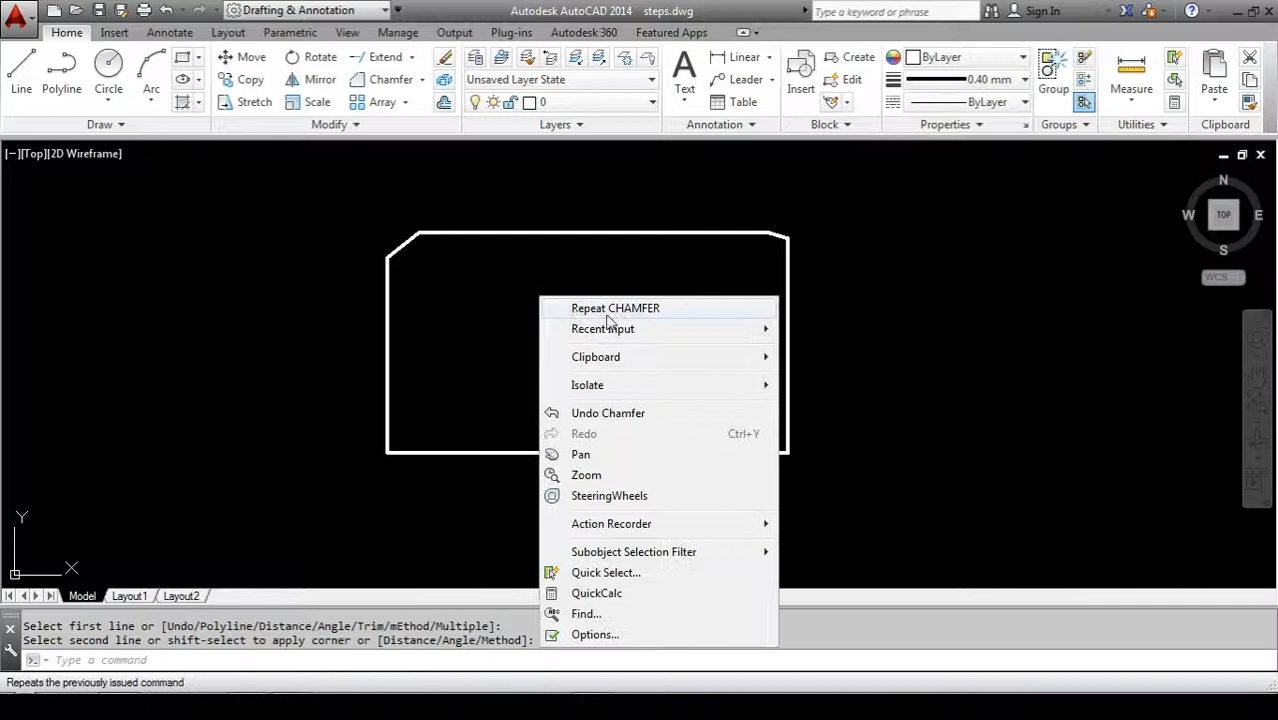 Drafting & Annotation
Autodesk AutoCAD 2014 steps.dwg
Type a keyword or phrase
Sign In
Home
Insert
Annotate
Layout
Parametric
View
Manage
Output
Plug-ins
Autodesk 360
Featured Apps
Line
Polyline
Circle
Arc
Move
Rotate
Extend
Copy
Mirror
Chamfer
Stretch
Scale
Array
Unsaved Layer State
0
Text
Linear
Leader
Table
Insert
Create
Edit
ByLayer
0.40 mm
ByLayer
Group
Measure
Paste
Draw
Modify
Layers
Annotation
Block
Properties
Groups
Utilities
Clipboard
[−][Top][2D Wireframe]
N
W
TOP
E
S
WCS
Repeat CHAMFER
Recent Input
Clipboard
Isolate
Undo Chamfer
Redo Ctrl+Y
Pan
Zoom
SteeringWheels
Action Recorder
Subobject Selection Filter
Quick Select...
QuickCalc
Find...
Options...
Y
X
Model
Layout1
Layout2
Select first line or [Undo/Polyline/Distance/Angle/Trim/mEthod/Multiple]:
Select second line or shift-select to apply corner or [Distance/Angle/Method]:
Type a command
Repeats the previously issued command